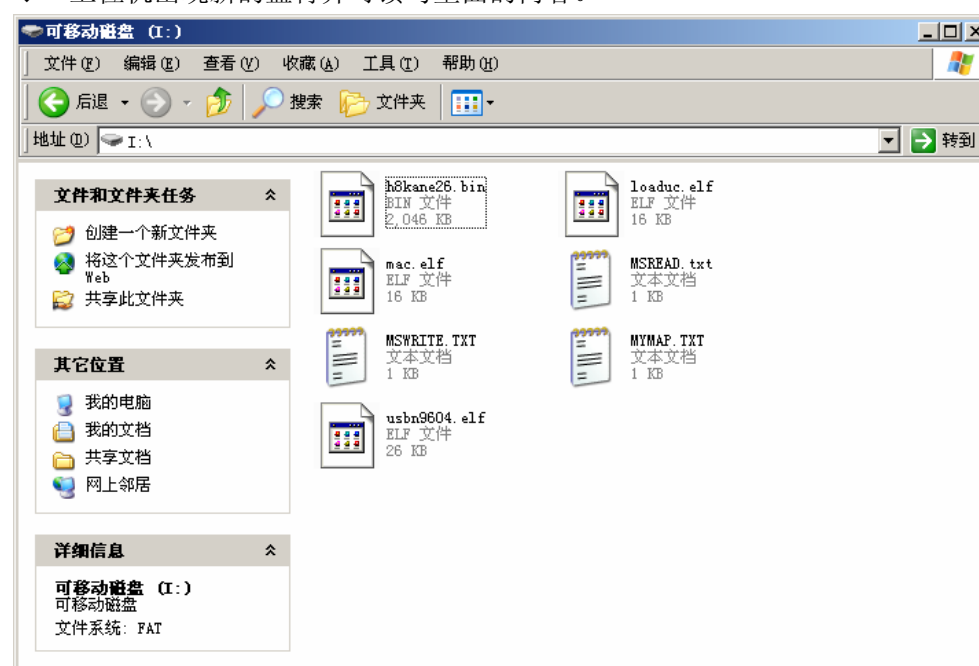 可移动磁盘 (I:)
文件(F) 编辑(E) 查看(V) 收藏(A) 工具(T) 帮助(H)
后退 搜索 文件夹
地址(D) I:\ 转到
文件和文件夹任务
创建一个新文件夹
将这个文件夹发布到
Web
共享此文件夹
其它位置
我的电脑
我的文档
共享文档
网上邻居
详细信息
可移动磁盘 (I:)
可移动磁盘
文件系统: FAT
h8kane26.bin
BIN 文件
2,046 KB
loaduc.elf
ELF 文件
16 KB
mac.elf
ELF 文件
16 KB
MSREAD.txt
文本文档
1 KB
MSWRITE.TXT
文本文档
1 KB
MYMAP.TXT
文本文档
1 KB
usbn9604.elf
ELF 文件
26 KB